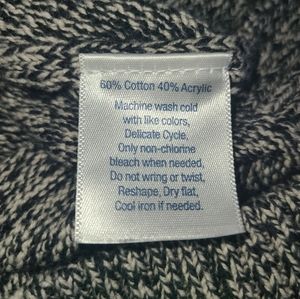 60% Cotton 40% Acrylic
Machine wash cold
with like colors,
Delicate Cycle,
Only non-chlorine
bleach when needed,
Do not wring or twist,
Reshape, Dry flat,
Cool iron if needed.